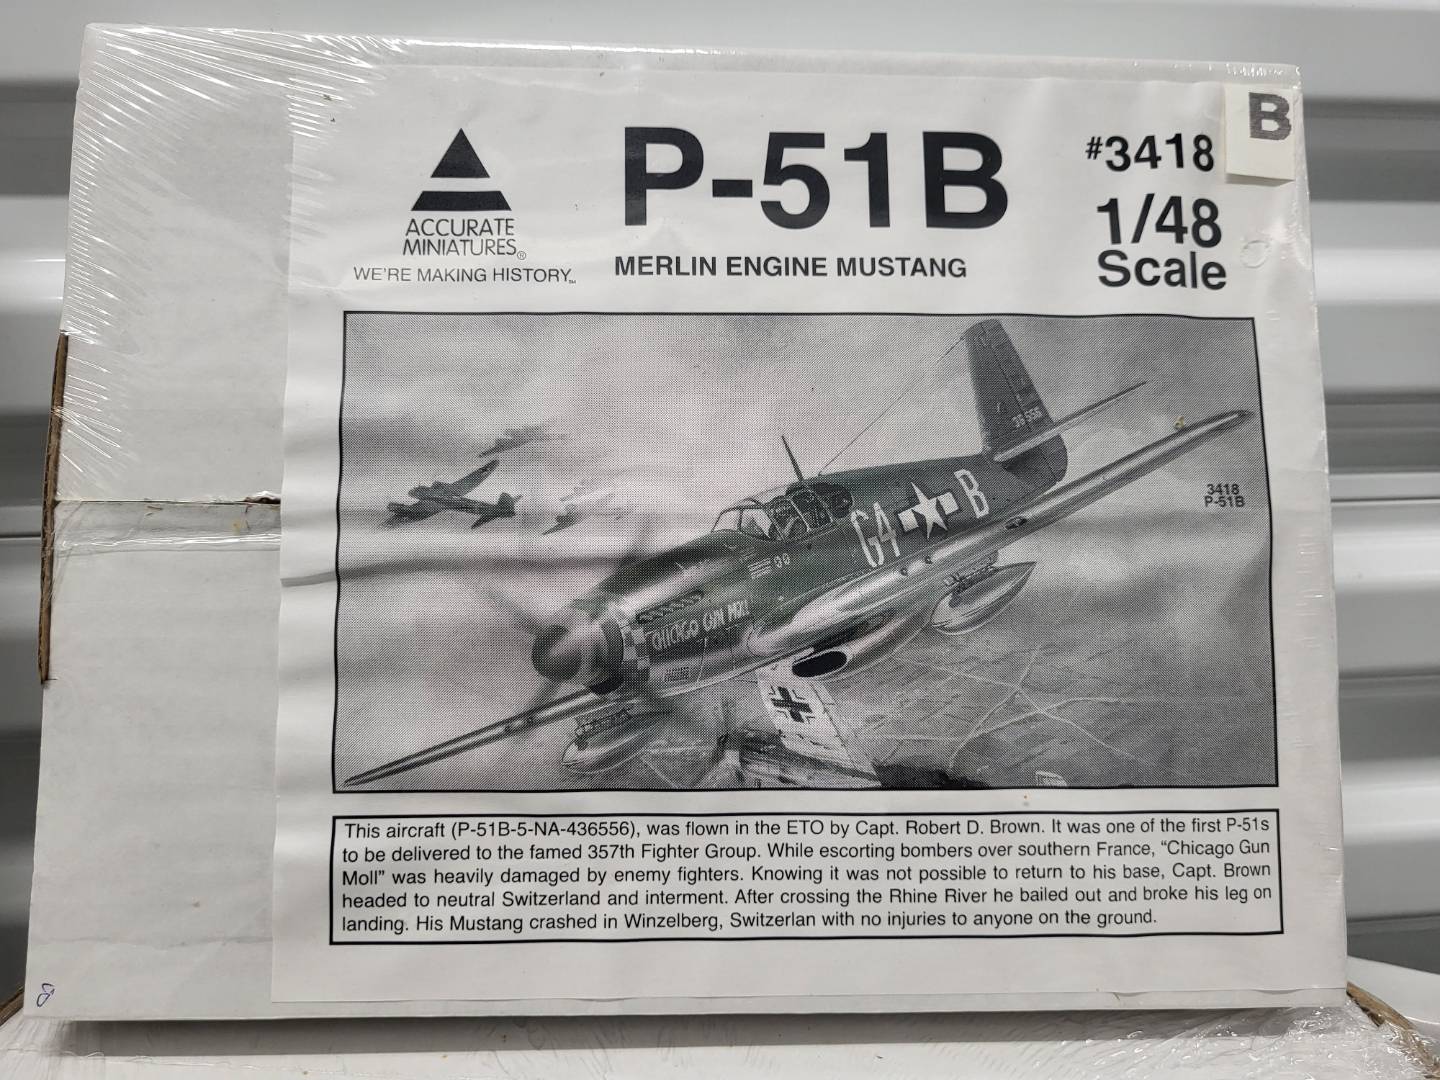 P-51B
#3418
B
1/48
Scale
ACCURATE
MINIATURES®
WE'RE MAKING HISTORY™
MERLIN ENGINE MUSTANG
36556
G4 B
CHICAGO GUN MOLL
3418
P-51B
This aircraft (P-51B-5-NA-436556), was flown in the ETO by Capt. Robert D. Brown. It was one of the first P-51s
to be delivered to the famed 357th Fighter Group. While escorting bombers over southern France, "Chicago Gun
Moll" was heavily damaged by enemy fighters. Knowing it was not possible to return to his base, Capt. Brown
headed to neutral Switzerland and interment. After crossing the Rhine River he bailed out and broke his leg on
landing. His Mustang crashed in Winzelberg, Switzerlan with no injuries to anyone on the ground.
8